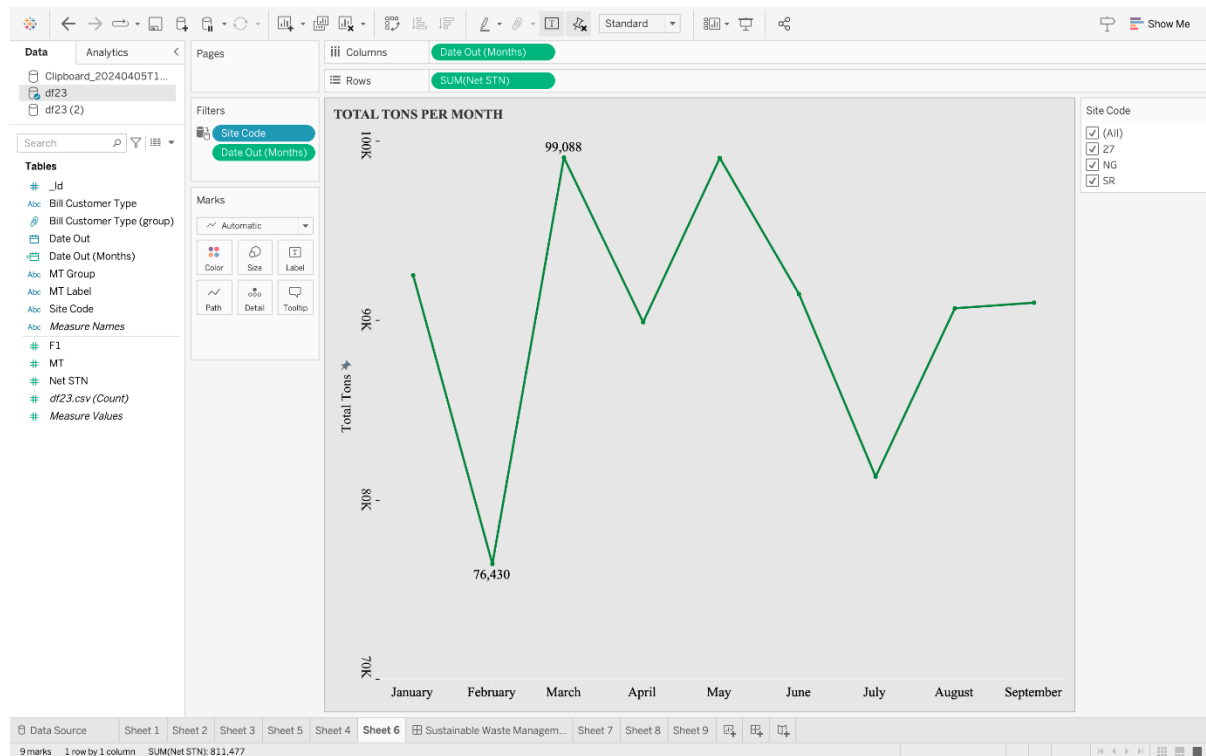 Standard
Show Me
Data
Analytics
Clipboard_20240405T1...
df23
df23 (2)
Search
Tables
_Id
Abc Bill Customer Type
Bill Customer Type (group)
Date Out
Date Out (Months)
Abc MT Group
Abc MT Label
Abc Site Code
Abc Measure Names
F1
MT
Net STN
df23.csv (Count)
Measure Values
Pages
Filters
Site Code
Date Out (Months)
Marks
Automatic
Color Size Label
Path Detail Tooltip
Columns Date Out (Months)
Rows SUM(Net STN)
TOTAL TONS PER MONTH
100K
90K
80K
70K
Total Tons
99,088
76,430
January February March April May June July August September
Site Code
(All)
27
NG
SR
Data Source Sheet 1 Sheet 2 Sheet 3 Sheet 5 Sheet 4 Sheet 6 Sustainable Waste Managem... Sheet 7 Sheet 8 Sheet 9
9 marks 1 row by 1 column SUM(Net STN): 811,477